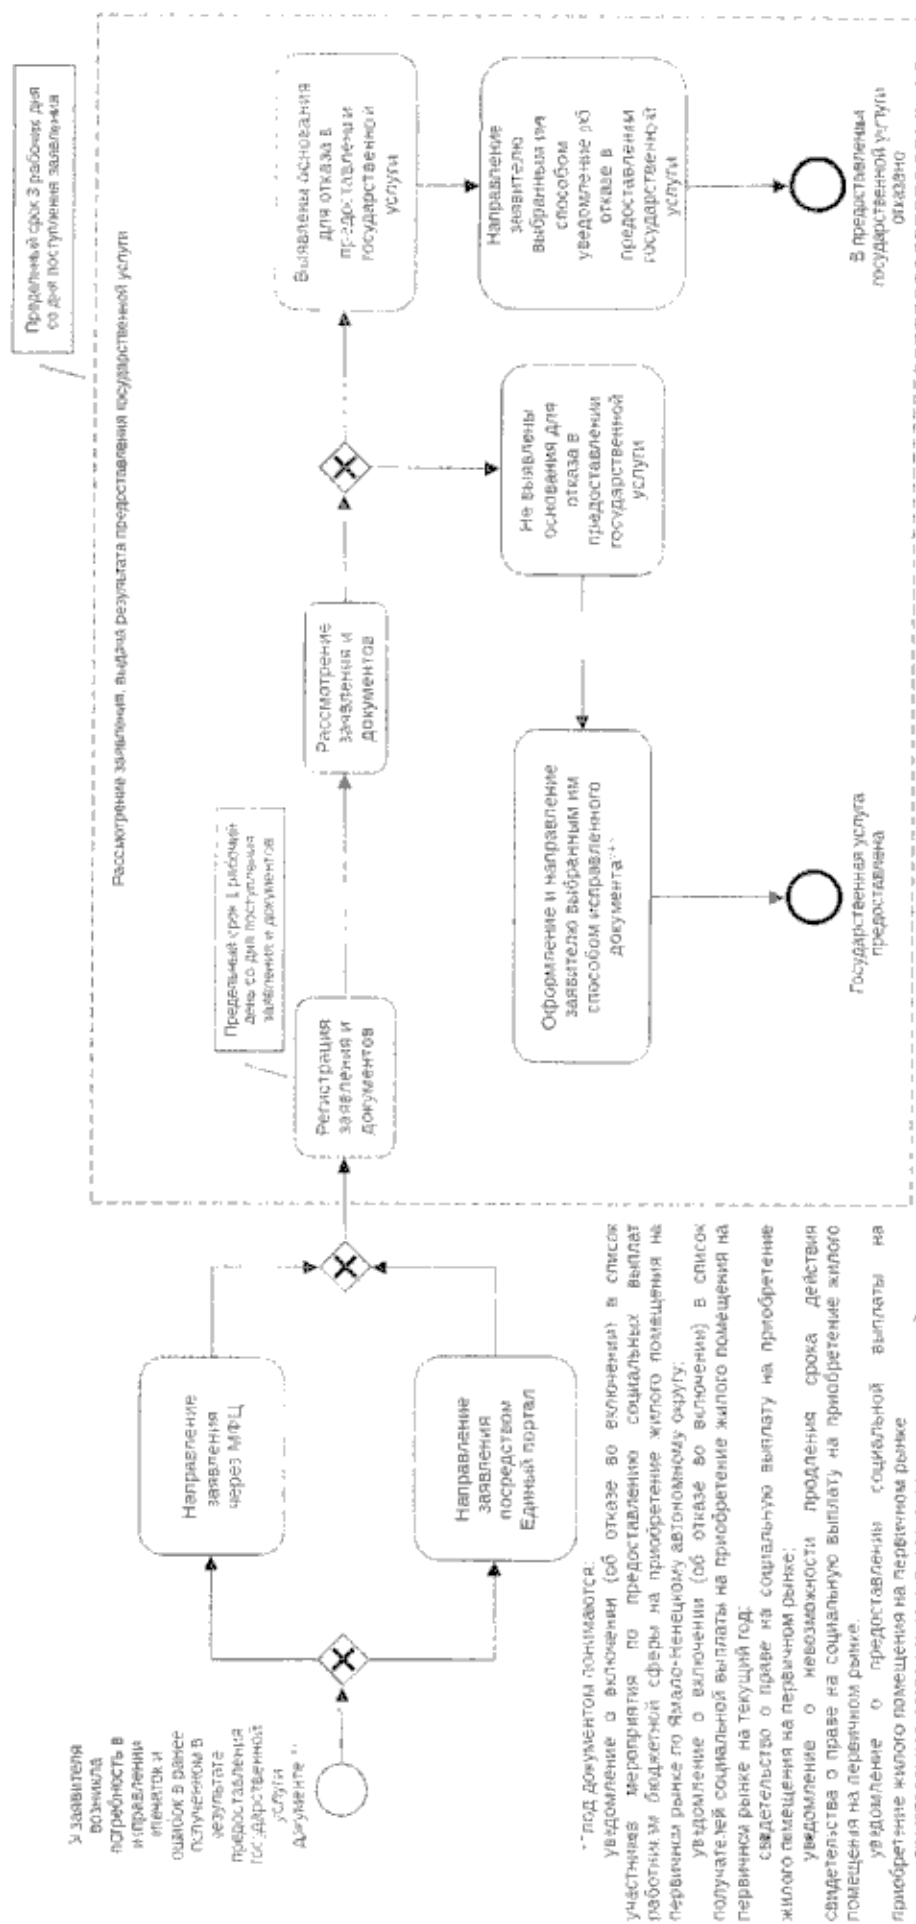 Предельный срок 3 рабочих дня
со дня поступления заявления
Рассмотрение заявления, выдача результата предоставления государственной услуги
У заявителя
возникла
потребность в
исправлении
опечаток и
ошибок в ранее
полученном в
результате
предоставления
государственной
услуги
документе
Направление
заявления
через МФЦ
Направление
заявления
посредством
Единый портал
Предельный срок 1 рабочий
день со дня поступления
заявления и документов
Регистрация
заявления и
документов
Рассмотрение
заявления и
документов
Выявлены основания
для отказа в
предоставлении
государственной
услуги
Направление
заявителю
выбранным им
способом
уведомление об
отказе в
предоставлении
государственной
услуги
В предоставлении
государственной услуги
отказано
Не выявлены
основания для
отказа в
предоставлении
государственной
услуги
Оформление и направление
заявителю выбранным им
способом исправленного
документа***
Государственная услуга
предоставлена
под документом понимаются:
уведомление о включении (об отказе во включении) в список
участников мероприятия по предоставлению социальных выплат
работникам бюджетной сферы на приобретение жилого помещения на
первичном рынке по Ямало-Ненецкому автономному округу;
уведомление о включении (об отказе во включении) в список
получателей социальной выплаты на приобретение жилого помещения на
первичном рынке на текущий год;
свидетельство о праве на социальную выплату на приобретение
жилого помещения на первичном рынке;
уведомление о невозможности продления срока действия
свидетельства о праве на социальную выплату на приобретение жилого
помещения на первичном рынке.
уведомление о предоставлении социальной выплаты на
приобретение жилого помещения на первичном рынке